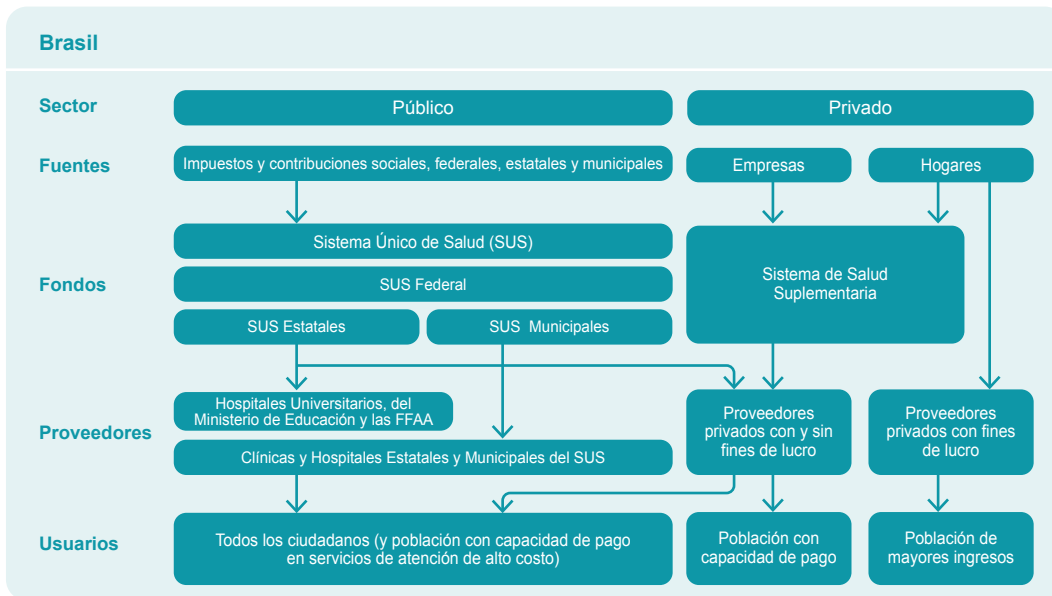 Brasil
Sector
Público
Privado
Fuentes
Impuestos y contribuciones sociales, federales, estatales y municipales
Empresas
Hogares
Fondos
Sistema Único de Salud (SUS)
SUS Federal
SUS Estatales
SUS Municipales
Sistema de Salud
Suplementaria
Proveedores
Hospitales Universitarios, del
Ministerio de Educación y las FFAA
Clínicas y Hospitales Estatales y Municipales del SUS
Proveedores
privados con y sin
fines de lucro
Proveedores
privados con fines
de lucro
Usuarios
Todos los ciudadanos (y población con capacidad de pago
en servicios de atención de alto costo)
Población con
capacidad de pago
Población de
mayores ingresos